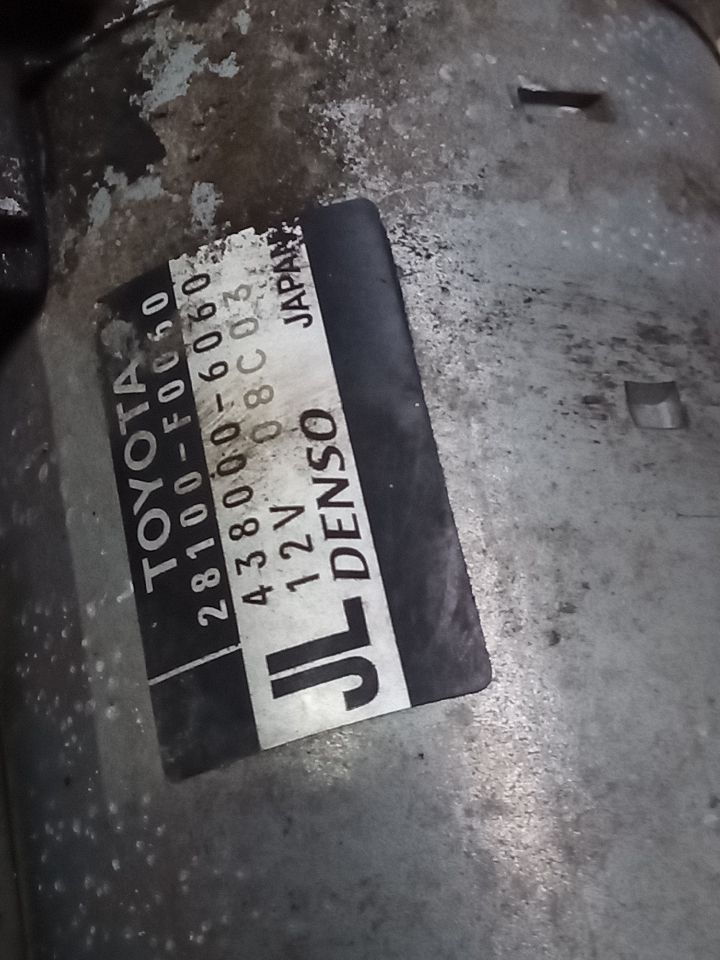 TOYOTA
28100-F0060
438000-6060
12V 08C03
JL DENSO JAPAN